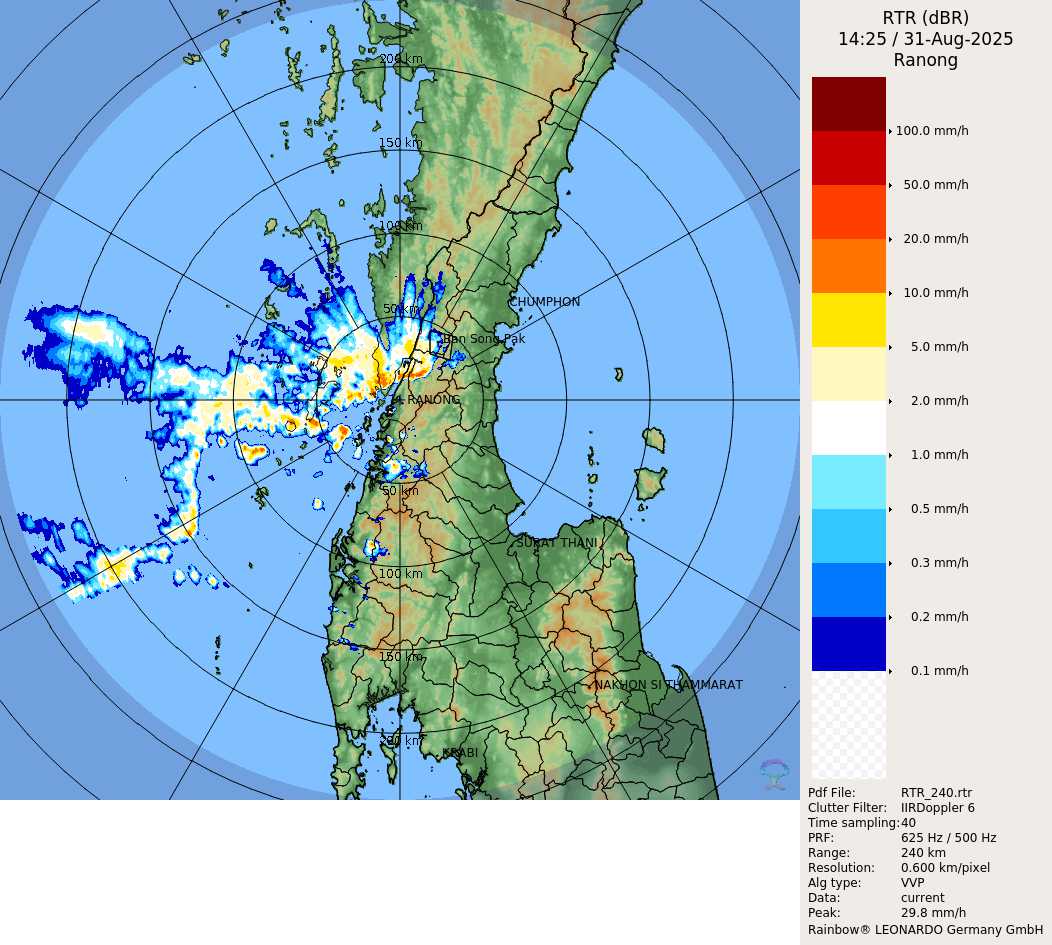 RTR (dBR)
14:25 / 31-Aug-2025
Ranong
200 km
150 km
100 km
50 km
CHUMPHON
Ban Song Pak
RANONG
50 km
SURAT THANI
100 km
150 km
NAKHON SI THAMMARAT
200 km
KRABI
100.0 mm/h
50.0 mm/h
20.0 mm/h
10.0 mm/h
5.0 mm/h
2.0 mm/h
1.0 mm/h
0.5 mm/h
0.3 mm/h
0.2 mm/h
0.1 mm/h
Pdf File: RTR_240.rtr
Clutter Filter: IIRDoppler 6
Time sampling:40
PRF: 625 Hz / 500 Hz
Range: 240 km
Resolution: 0.600 km/pixel
Alg type: VVP
Data: current
Peak: 29.8 mm/h
Rainbow® LEONARDO Germany GmbH